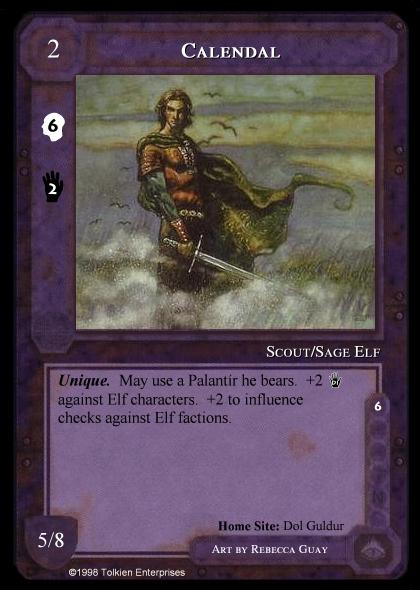 2
CALENDAL
6
2
SCOUT/SAGE ELF
Unique. May use a Palantír he bears. +2
against Elf characters. +2 to influence
checks against Elf factions.
6
Home Site: Dol Guldur
5/8
ART BY REBECCA GUAY
©1998 Tolkien Enterprises